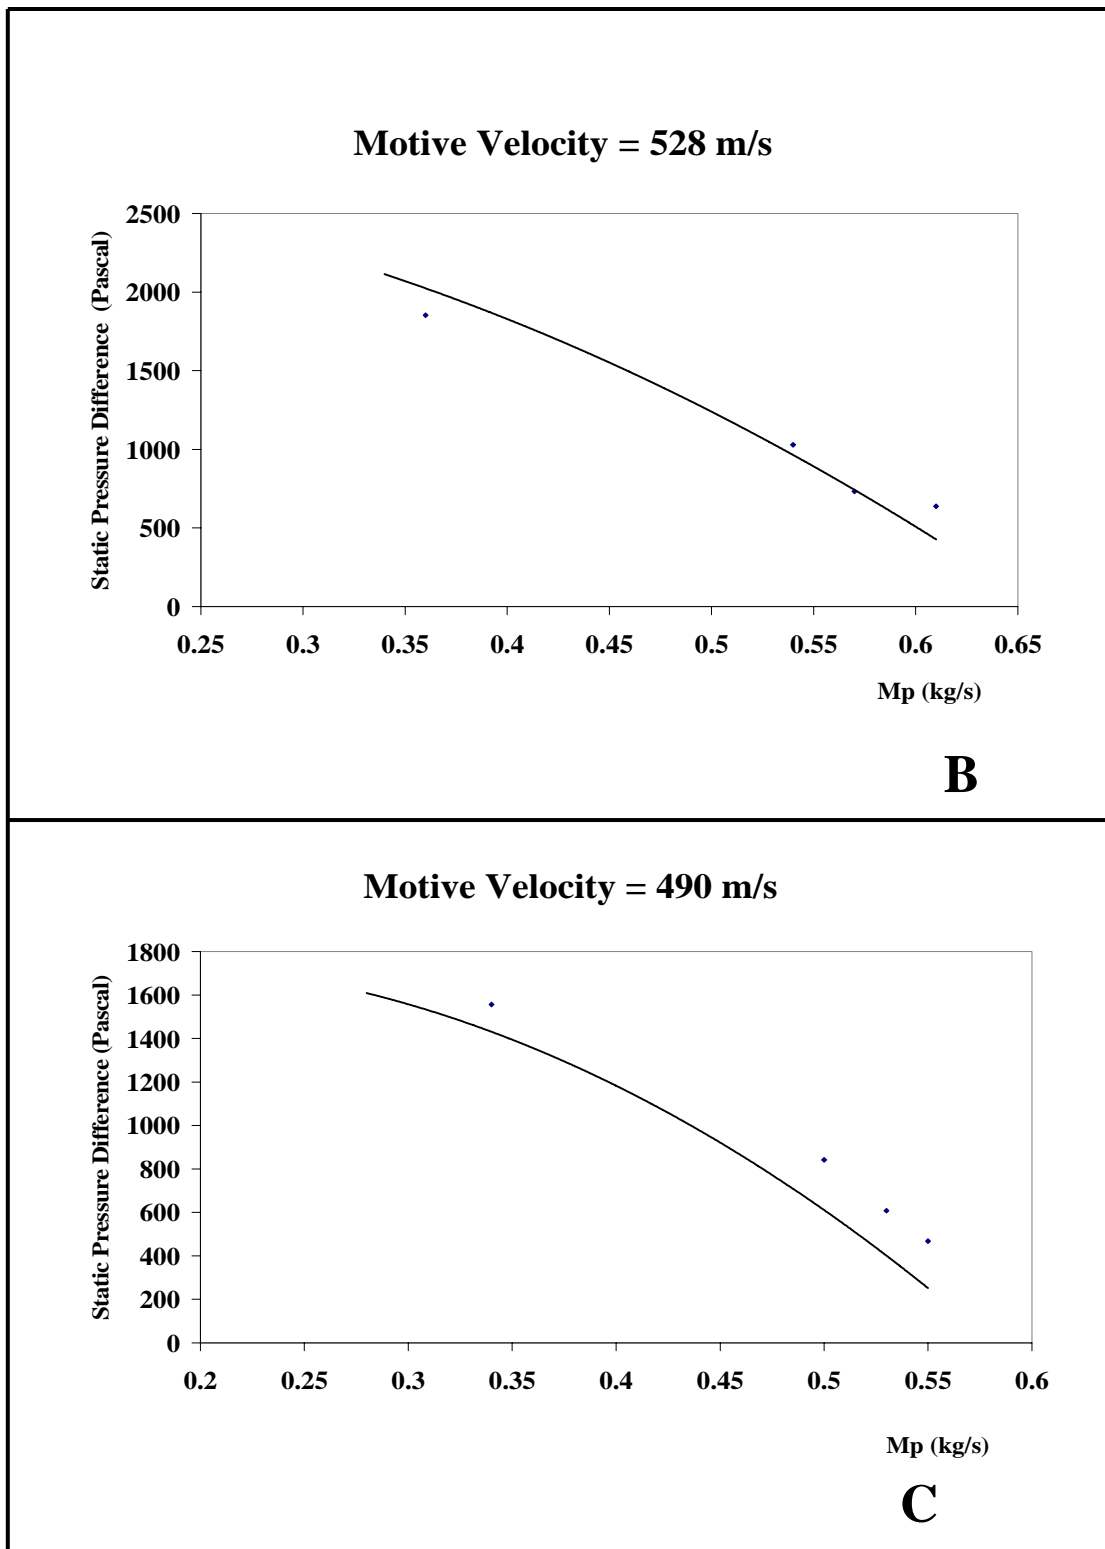 Motive Velocity = 528 m/s
Static Pressure Difference (Pascal)
2500
2000
1500
1000
500
0
0.25 0.3 0.35 0.4 0.45 0.5 0.55 0.6 0.65
Mp (kg/s)
B
Motive Velocity = 490 m/s
Static Pressure Difference (Pascal)
1800
1600
1400
1200
1000
800
600
400
200
0
0.2 0.25 0.3 0.35 0.4 0.45 0.5 0.55 0.6
Mp (kg/s)
C